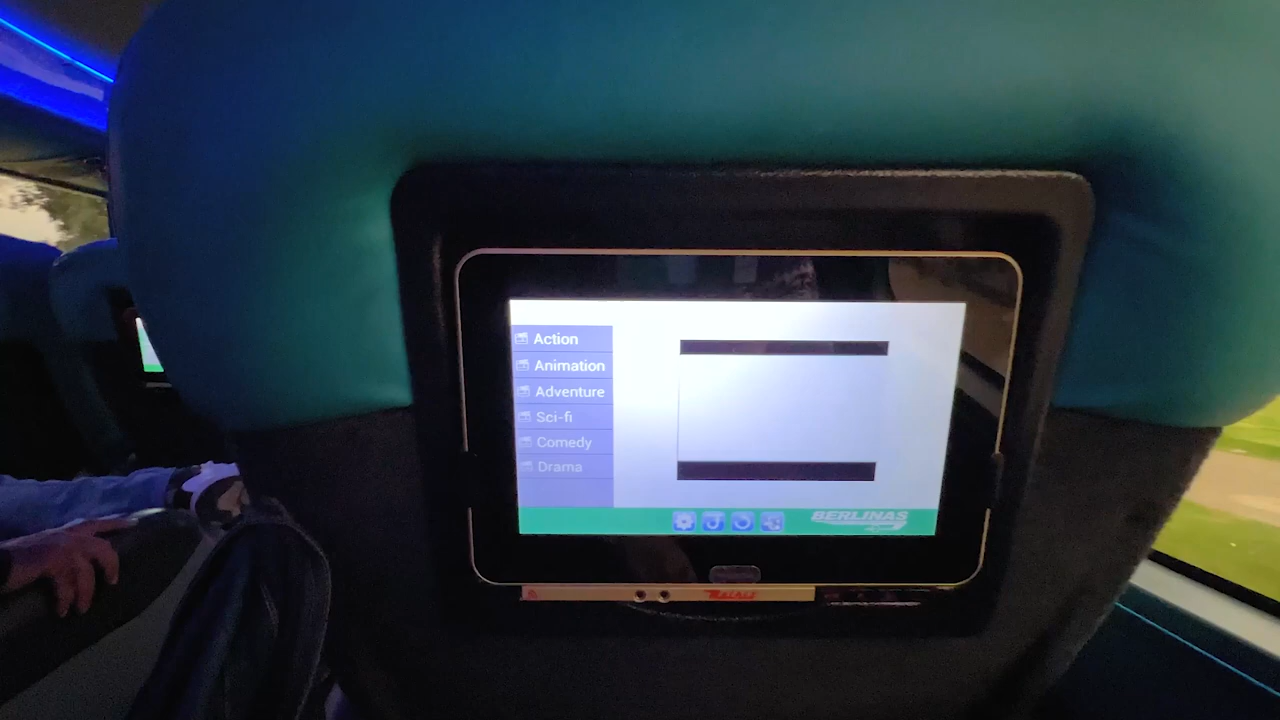 Action
Animation
Adventure
Sci-fi
Comedy
Drama
BERLINAS